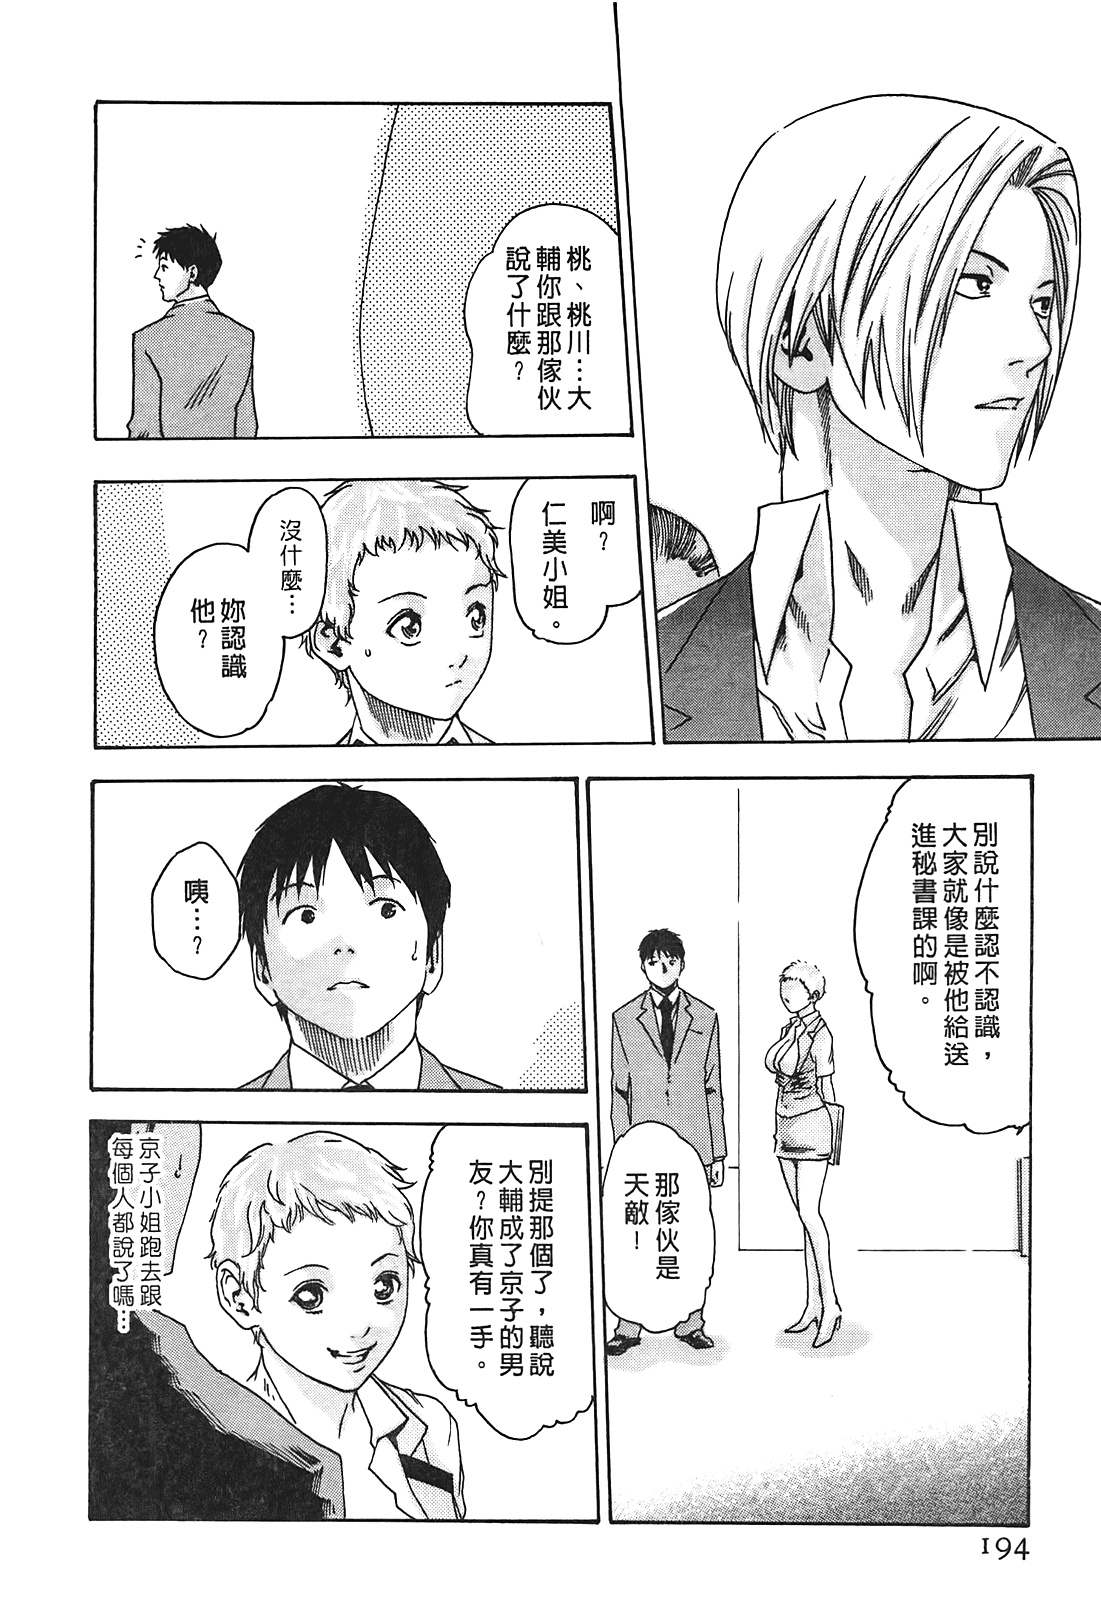 桃、桃川…大
輔你跟那傢伙
說了什麼？
啊？
仁美小姐。
沒什麼…
妳認識
他？
別說什麼認不認識，
大家就像是被他給送
進秘書課的啊。
那傢伙是
天敵！
咦…？
別提那個了，聽說
大輔成了京子的男
友？你真有一手。
京子小姐跑去跟
每個人都說了嗎…
194